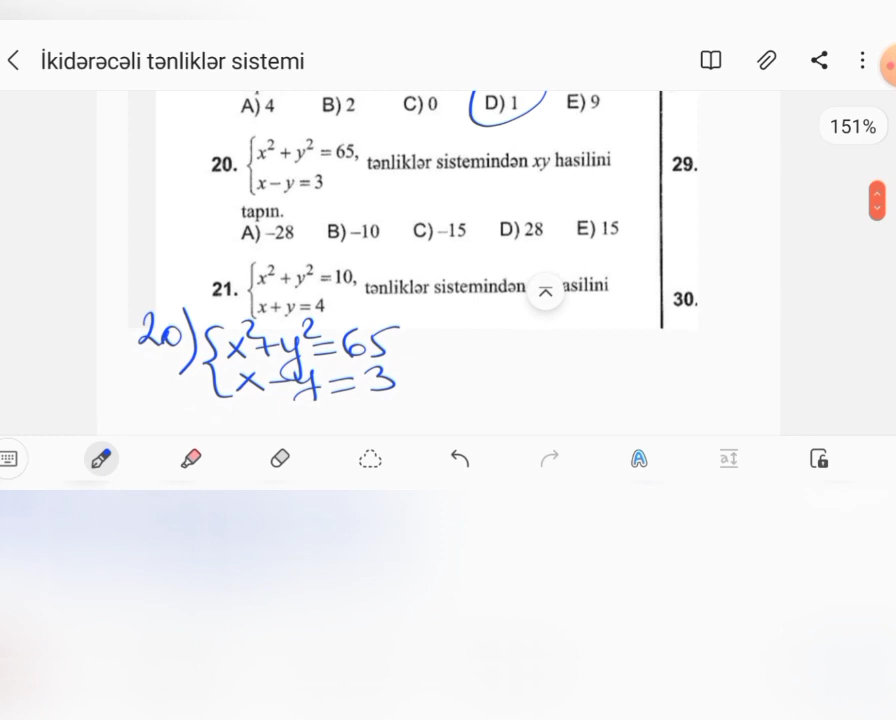 İkidərəcəli tənliklər sistemi
151%
A) 4 B) 2 C) 0 D) 1 E) 9
20. { x² + y² = 65,
x − y = 3
tənliklər sistemindən xy hasilini
tapın.
A) −28 B) −10 C) −15 D) 28 E) 15
21. { x² + y² = 10,
x + y = 4
tənliklər sistemindən
29.
30.
20) { x² + y² = 65
x − y = 3